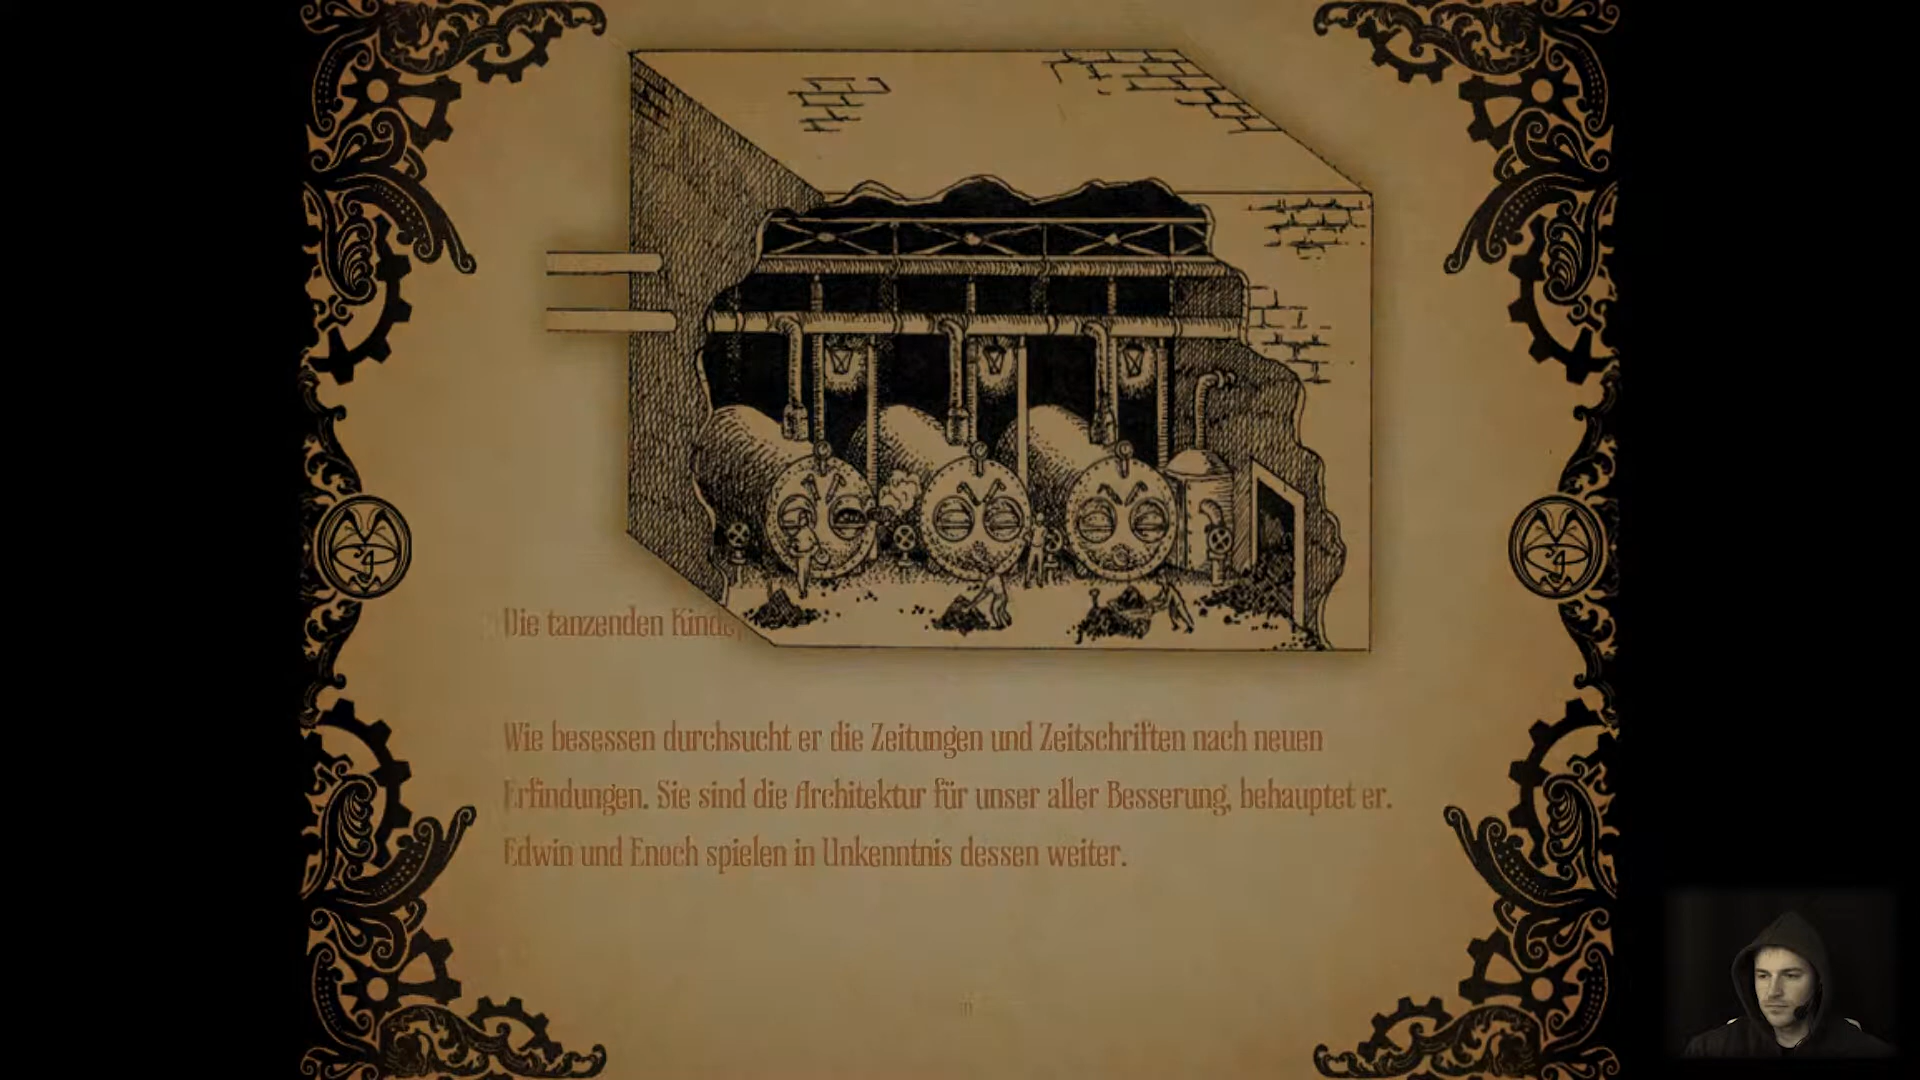 Die tanzenden Kinde
Wie besessen durchsucht er die Zeitungen und Zeitschriften nach neuen
Erfindungen. Sie sind die Architektur für unser aller Besserung, behauptet er.
Edwin und Enoch spielen in Unkenntnis dessen weiter.